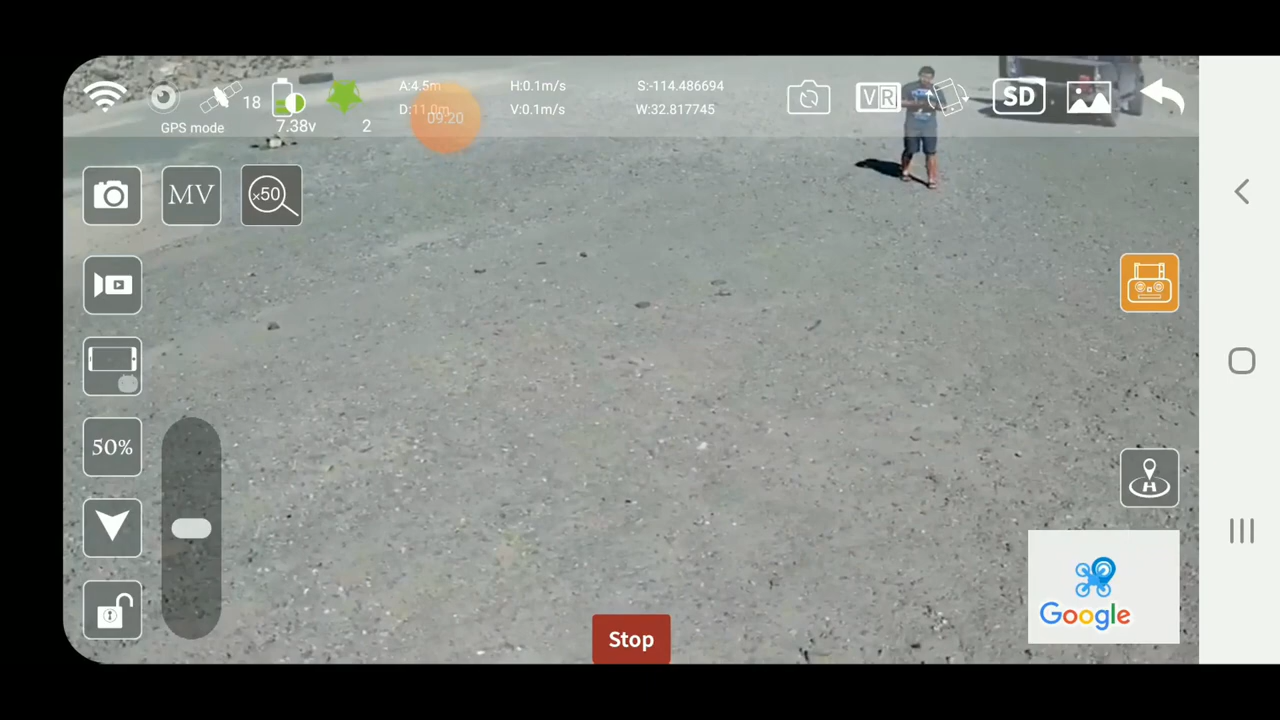 A:4.5m H:0.1m/s S:-114.486694
D:11.0m V:0.1m/s W:32.817745
09:20
18
GPS mode
7.38v
2
VR
SD
MV
×50
50%
H
Google
Stop